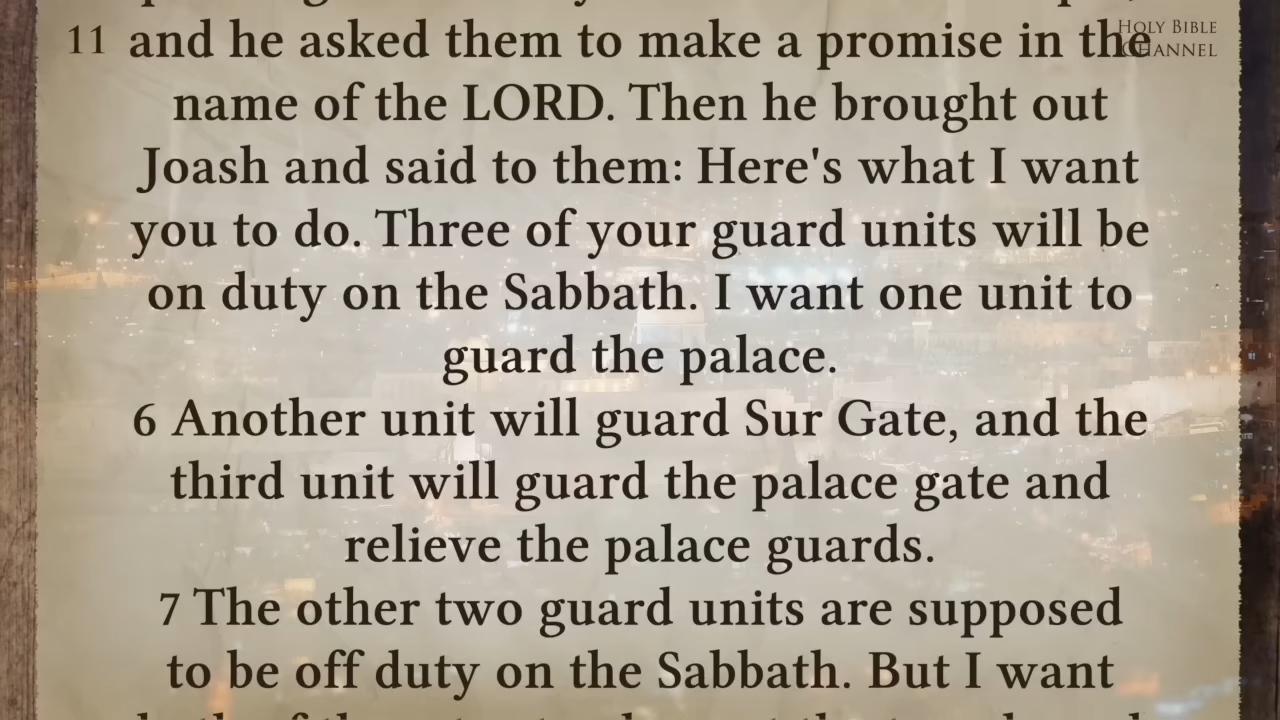 11 and he asked them to make a promise in the
HOLY BIBLE
CHANNEL
name of the LORD. Then he brought out
Joash and said to them: Here's what I want
you to do. Three of your guard units will be
on duty on the Sabbath. I want one unit to
guard the palace.
6 Another unit will guard Sur Gate, and the
third unit will guard the palace gate and
relieve the palace guards.
7 The other two guard units are supposed
to be off duty on the Sabbath. But I want